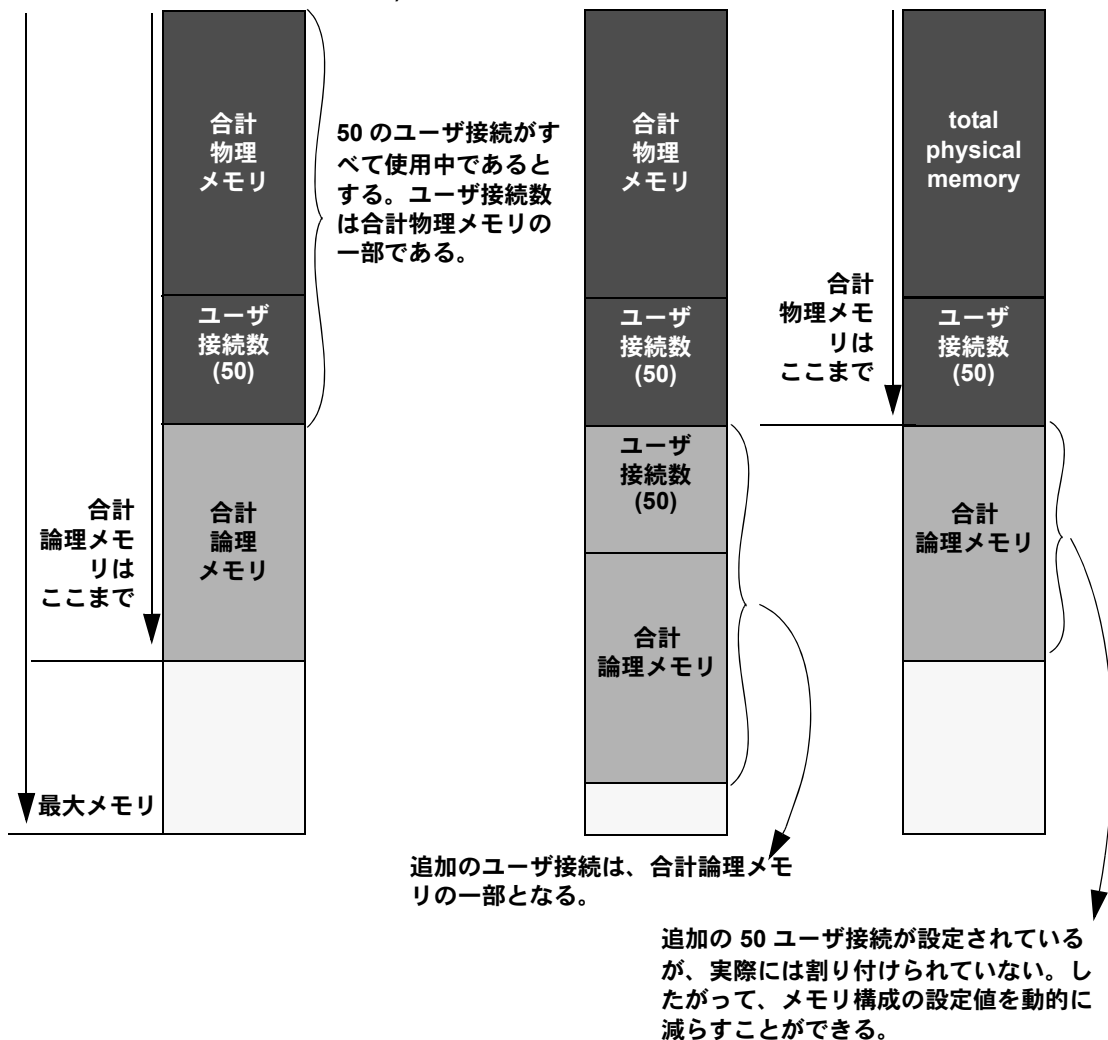 合計
物理
メモリ
50 のユーザ接続がす
べて使用中であると
する。ユーザ接続数
は合計物理メモリの
一部である。
ユーザ
接続数
(50)
合計
論理メモ
リは
ここまで
合計
論理
メモリ
最大メモリ
合計
物理
メモリ
ユーザ
接続数
(50)
ユーザ
接続数
(50)
合計
論理メモリ
追加のユーザ接続は、合計論理メモ
リの一部となる。
合計
物理メモ
リは
ここまで
total
physical
memory
ユーザ
接続数
(50)
合計
論理メモリ
追加の 50 ユーザ接続が設定されている
が、実際には割り付けられていない。し
たがって、メモリ構成の設定値を動的に
減らすことができる。